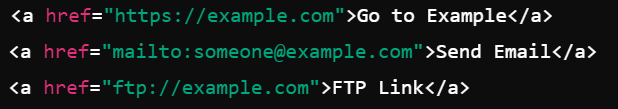 <a href="https://example.com">Go to Example</a>
<a href="mailto:someone@example.com">Send Email</a>
<a href="ftp://example.com">FTP Link</a>